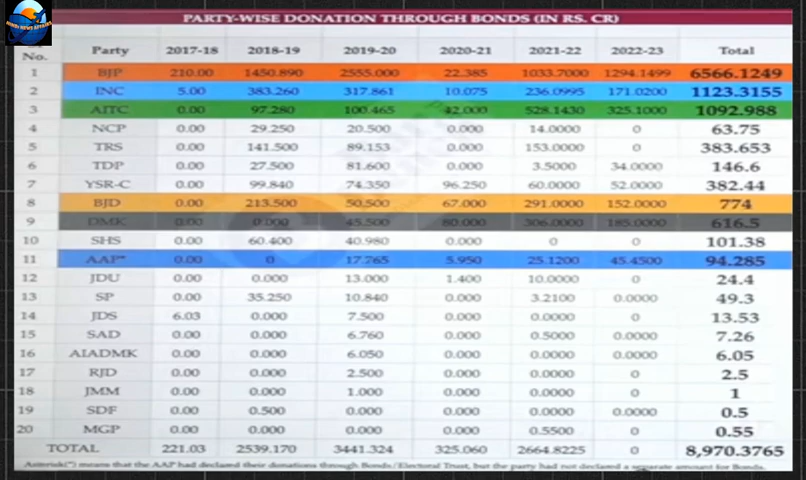 HINDI NEWS AFFAIRS
PARTY-WISE DONATION THROUGH BONDS (IN RS. CR)
No. Party 2017-18 2018-19 2019-20 2020-21 2021-22 2022-23 Total
1 BJP 210.00 1450.890 2555.000 22.385 1033.7000 1294.1499 6566.1249
2 INC 5.00 383.260 317.861 10.075 236.0995 171.0200 1123.3155
3 AITC 0.00 97.280 100.465 42.000 528.1430 325.1000 1092.988
4 NCP 0.00 29.250 20.500 0.000 14.0000 0 63.75
5 TRS 0.00 141.500 89.153 0.000 153.0000 0 383.653
6 TDP 0.00 27.500 81.600 0.000 3.5000 34.0000 146.6
7 YSR-C 0.00 99.840 74.350 96.250 60.0000 52.0000 382.44
8 BJD 0.00 213.500 50.500 67.000 291.0000 152.0000 774
9 DMK 0.00 0.000 45.500 80.000 306.0000 185.0000 616.5
10 SHS 0.00 60.400 40.980 0.000 0 0 101.38
11 AAP* 0.00 0 17.765 5.950 25.1200 45.4500 94.285
12 JDU 0.00 0.000 13.000 1.400 10.0000 0 24.4
13 SP 0.00 35.250 10.840 0.000 3.2100 0.0000 49.3
14 JDS 6.03 0.000 7.500 0.000 0.0000 0 13.53
15 SAD 0.00 0.000 6.760 0.000 0.5000 0.0000 7.26
16 AIADMK 0.00 0.000 6.050 0.000 0.0000 0.0000 6.05
17 RJD 0.00 0.000 2.500 0.000 0.0000 0 2.5
18 JMM 0.00 0.000 1.000 0.000 0.0000 0 1
19 SDF 0.00 0.500 0.000 0.000 0.0000 0.0000 0.5
20 MGP 0.00 0.000 0.000 0.000 0.5500 0 0.55
TOTAL 221.03 2539.170 3441.324 325.060 2664.8225 0 8,970.3765
Asterisk(*) means that the AAP had declared their donations through Bonds/Electoral Trust, but the party had not declared a separate amount for Bonds.